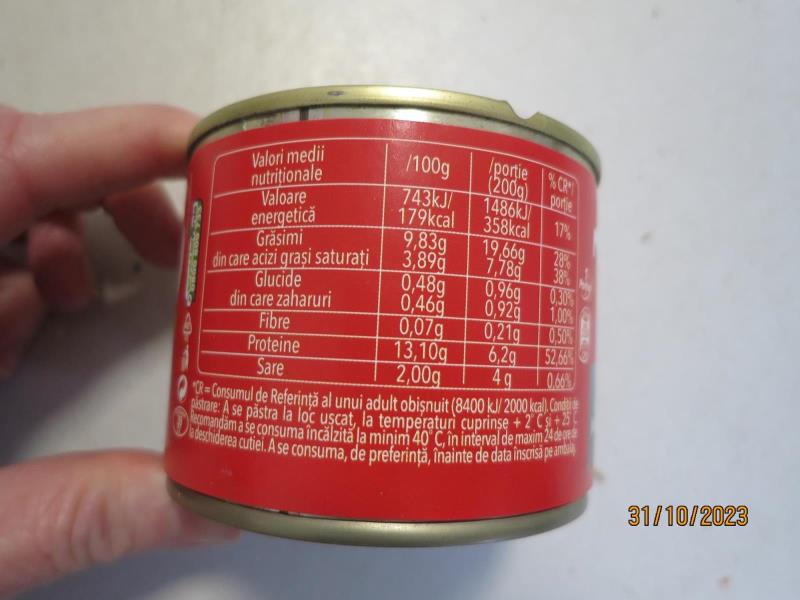 Valori medii nutriționale /100g /porție (200g) % CR*/ porție
Valoare energetică 743kJ/ 179kcal 1486kJ/ 358kcal 17%
Grăsimi 9,83g 19,66g 28%
din care acizi grași saturați 3,89g 7,78g 38%
Glucide 0,48g 0,96g 0,30%
din care zaharuri 0,46g 0,92g 1,00%
Fibre 0,07g 0,21g 0,50%
Proteine 13,10g 6,2g 52,66%
Sare 2,00g 4 g 0,66%
*CR = Consumul de Referință al unui adult obișnuit (8400 kJ/ 2000 kcal). Condiții de
păstrare: A se păstra la loc uscat, la temperaturi cuprinse + 2°C și + 25°C
Recomandăm a se consuma încălzită la minim 40°C, în interval de maxim 24 de ore de
la deschiderea cutiei. A se consuma, de preferință, înainte de data înscrisă pe ambalaj.
31/10/2023